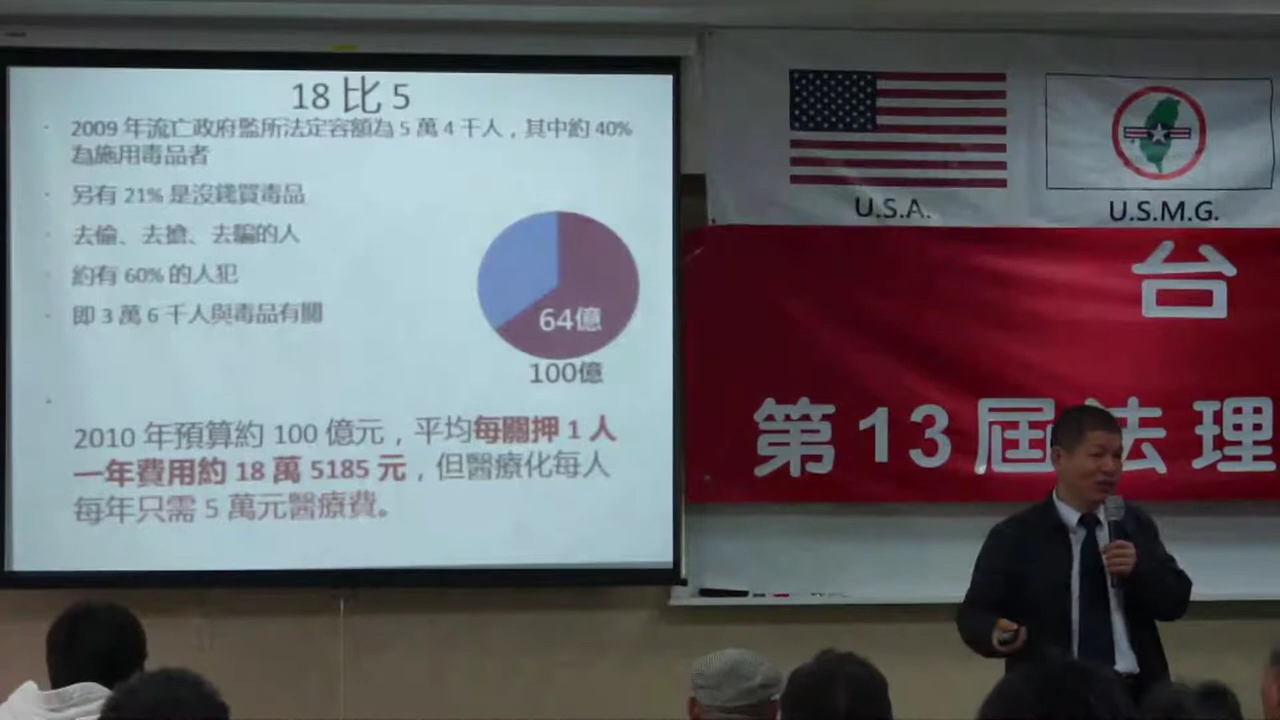 18 比 5
2009 年流亡政府監所法定容額為 5 萬 4 千人，其中約 40%
為施用毒品者
另有 21% 是沒錢買毒品
去偷、去搶、去騙的人
約有 60% 的人犯
即 3 萬 6 千人與毒品有關
64億
100億
2010 年預算約 100 億元，平均每關押 1 人
一年費用約 18 萬 5185 元，但醫療化每人
每年只需 5 萬元醫療費。
U.S.A.
U.S.M.G.
台
第13屆法理